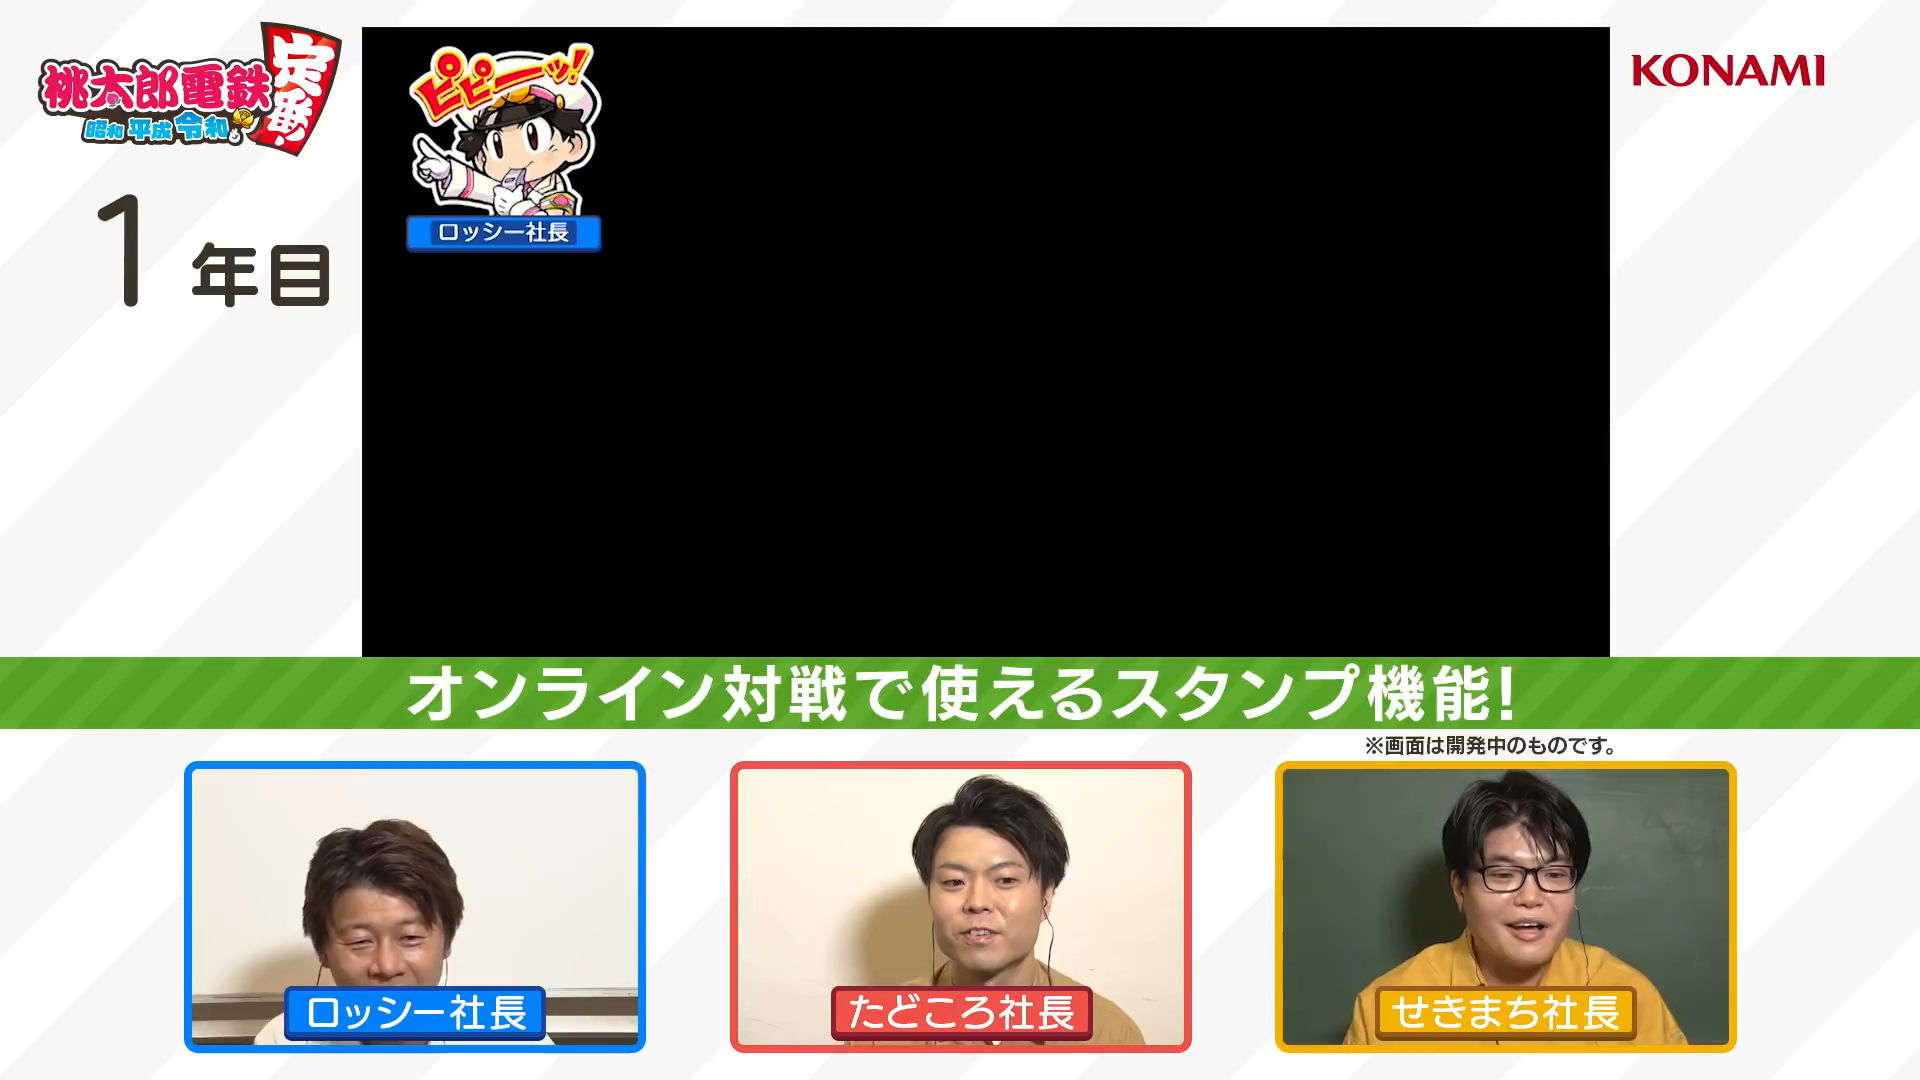 桃太郎電鉄
昭和 平成 令和
定番!
KONAMI
1年目
ピピーッ!
ロッシー社長
オンライン対戦で使えるスタンプ機能!
※画面は開発中のものです。
ロッシー社長
たどころ社長
せきまち社長